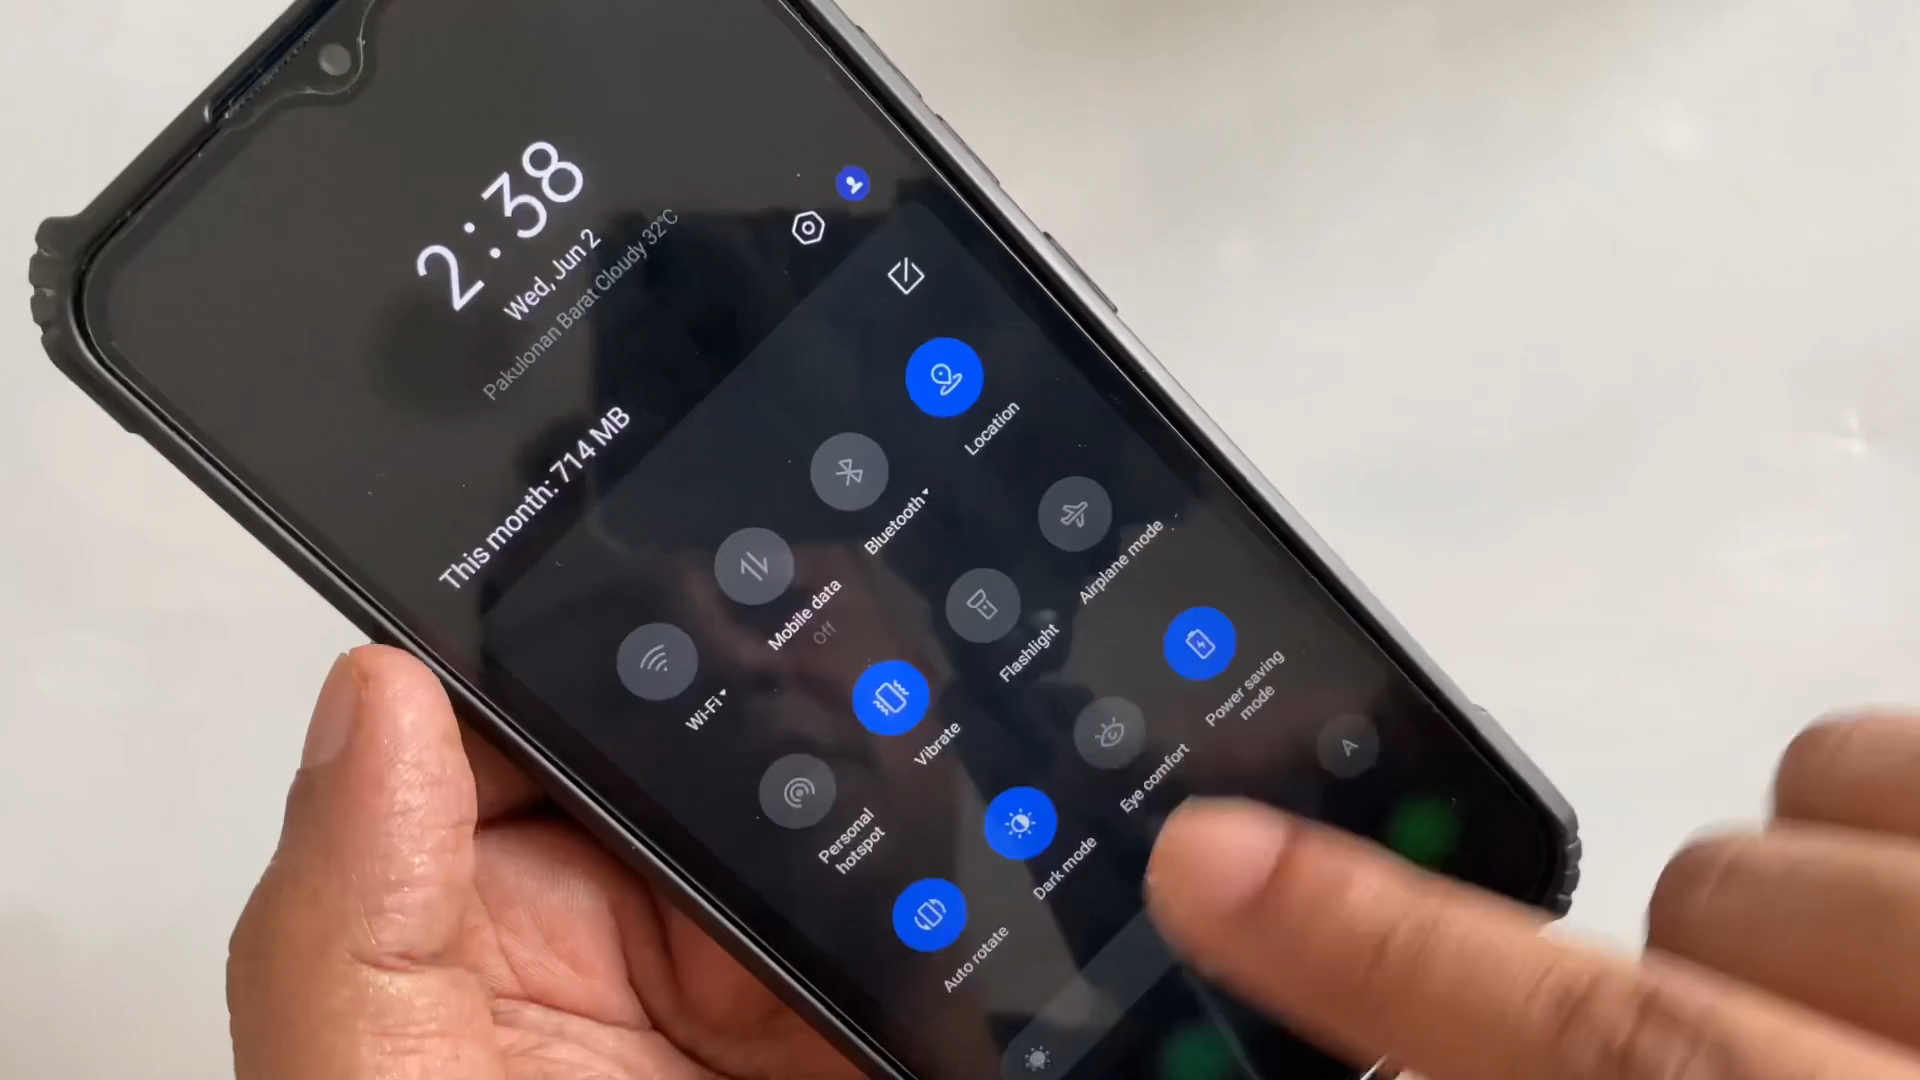 2:38
Wed, Jun 2
Pakulonan Barat Cloudy 32°C
This month: 714 MB
Wi-Fi
Mobile data
Off
Bluetooth
Location
Personal
hotspot
Vibrate
Flashlight
Airplane mode
Auto rotate
Dark mode
Eye comfort
Power saving
mode
A